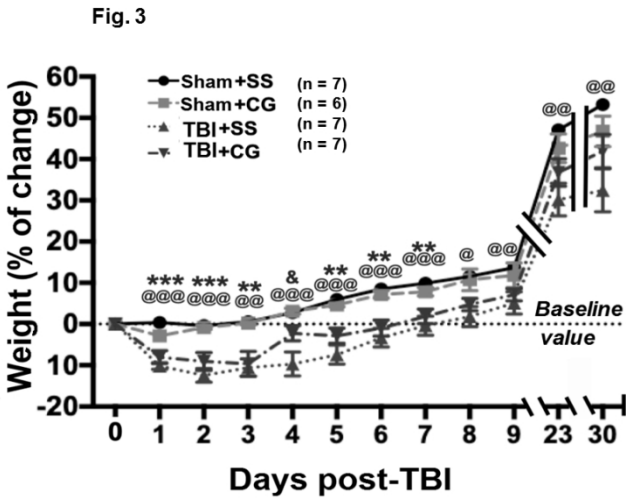 Fig. 3
Weight (% of change)
60
50
40
30
20
10
0
10
-20
Sham+SS (n = 7)
Sham+CG (n = 6)
TBI+SS (n = 7)
TBI+CG (n = 7)
*** *** ** & ** ** ** @ @@ @@ @@
@@@ @@@ @@ @@@ @@@ @@@ @@@
Baseline
value
0 1 2 3 4 5 6 7 8 9 23 30
Days post-TBI